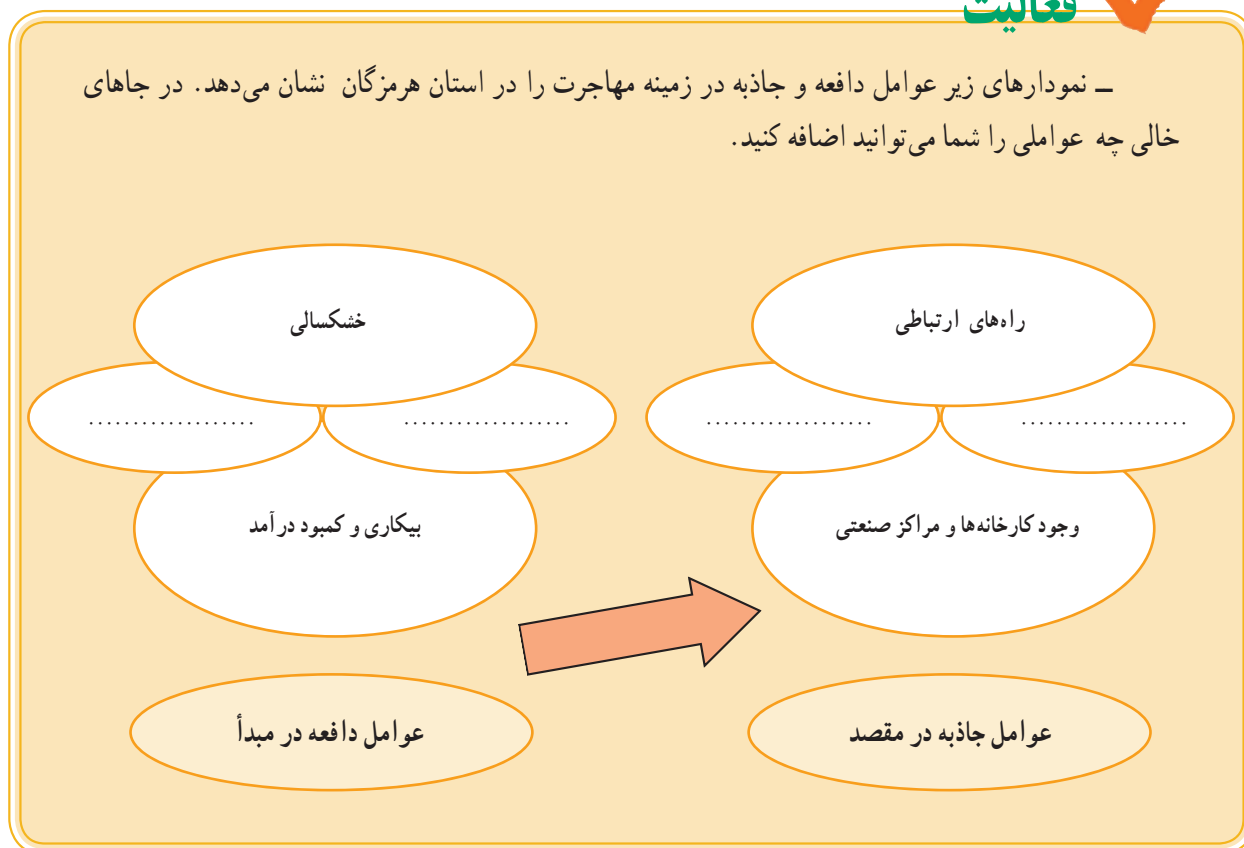 فعالیت
ــ نمودارهای زیر عوامل دافعه و جاذبه در زمینه مهاجرت را در استان هرمزگان نشان می‌دهد. در جاهای
خالی چه عواملی را شما می‌توانید اضافه کنید.
راه‌های ارتباطی
...................
...................
وجود کارخانه‌ها و مراکز صنعتی
عوامل جاذبه در مقصد
خشکسالی
...................
...................
بیکاری و کمبود درآمد
عوامل دافعه در مبدأ